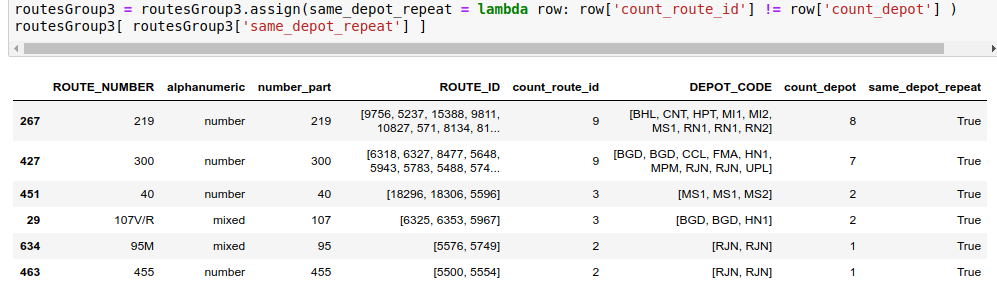 routesGroup3 = routesGroup3.assign(same_depot_repeat = lambda row: row['count_route_id'] != row['count_depot'] )
routesGroup3[ routesGroup3['same_depot_repeat'] ]
ROUTE_NUMBER alphanumeric number_part ROUTE_ID count_route_id DEPOT_CODE count_depot same_depot_repeat
267 219 number 219 [9756, 5237, 15388, 9811, 10827, 571, 8134, 81... 9 [BHL, CNT, HPT, MI1, MI2, MS1, RN1, RN1, RN2] 8 True
427 300 number 300 [6318, 6327, 8477, 5648, 5943, 5783, 5488, 574... 9 [BGD, BGD, CCL, FMA, HN1, MPM, RJN, RJN, UPL] 7 True
451 40 number 40 [18296, 18306, 5596] 3 [MS1, MS1, MS2] 2 True
29 107V/R mixed 107 [6325, 6353, 5967] 3 [BGD, BGD, HN1] 2 True
634 95M mixed 95 [5576, 5749] 2 [RJN, RJN] 1 True
463 455 number 455 [5500, 5554] 2 [RJN, RJN] 1 True